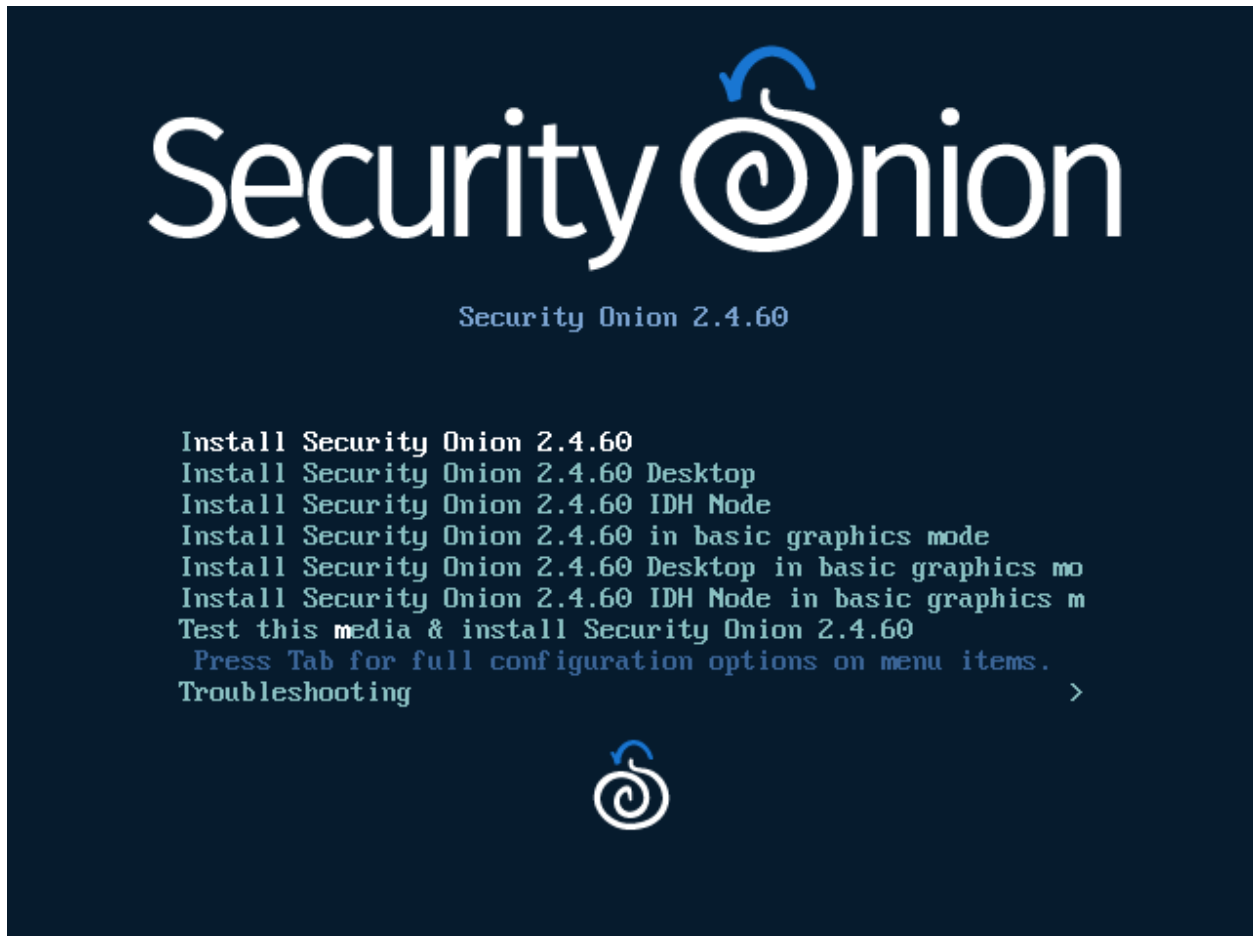 Security Onion
Security Onion 2.4.60
Install Security Onion 2.4.60
Install Security Onion 2.4.60 Desktop
Install Security Onion 2.4.60 IDH Node
Install Security Onion 2.4.60 in basic graphics mode
Install Security Onion 2.4.60 Desktop in basic graphics mo
Install Security Onion 2.4.60 IDH Node in basic graphics m
Test this media & install Security Onion 2.4.60
Press Tab for full configuration options on menu items.
Troubleshooting >